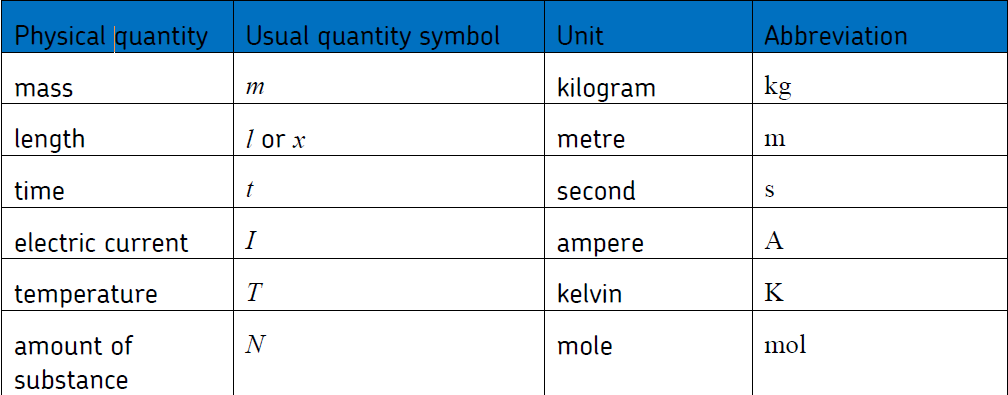 Physical quantity Usual quantity symbol Unit Abbreviation
mass m kilogram kg
length l or x metre m
time t second s
electric current I ampere A
temperature T kelvin K
amount of N mole mol
substance